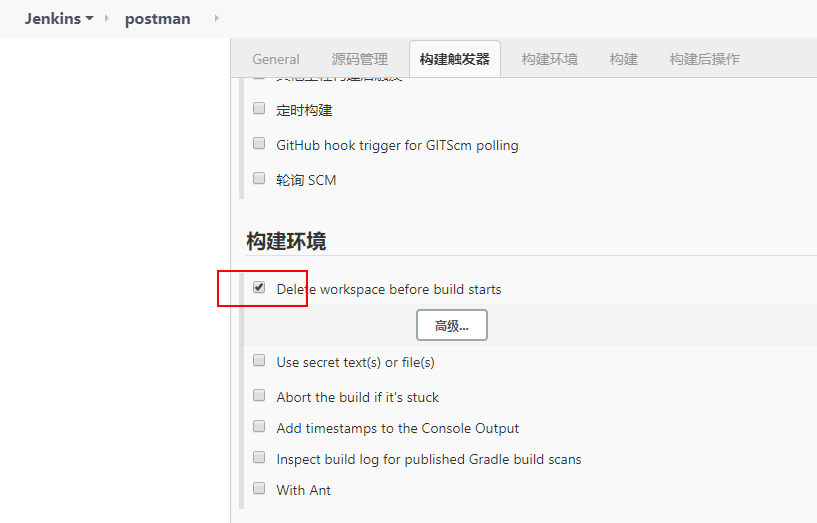 Jenkins
postman
General 源码管理 构建触发器 构建环境 构建 构建后操作
定时构建
GitHub hook trigger for GITScm polling
轮询 SCM
构建环境
Delete workspace before build starts
高级...
Use secret text(s) or file(s)
Abort the build if it's stuck
Add timestamps to the Console Output
Inspect build log for published Gradle build scans
With Ant